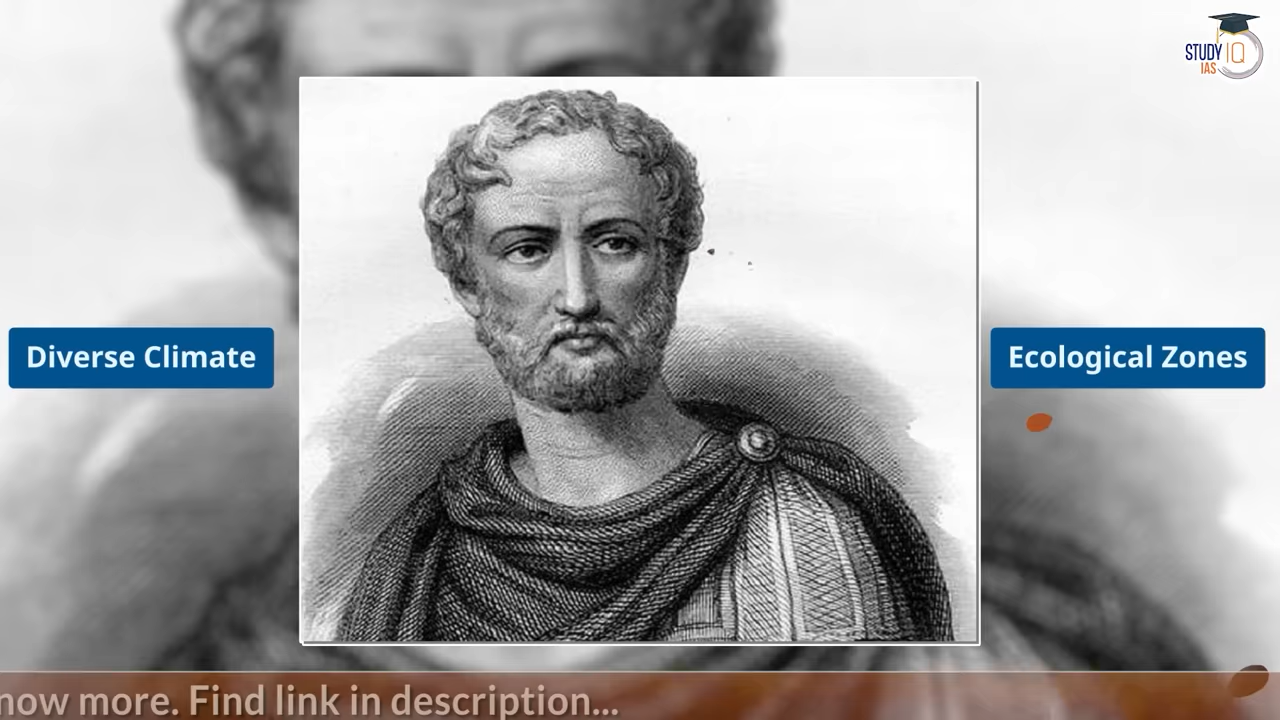 STUDY IQ
IAS
Diverse Climate
Ecological Zones
now more. Find link in description...